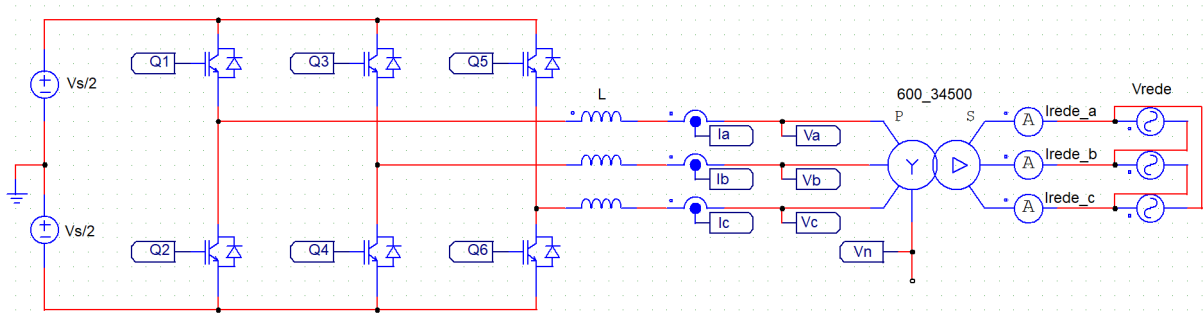 Q1
Q3
Q5
Vs/2
L
600_34500
Vrede
P
S
A
Irede_a
Ia
Va
A
Irede_b
Ib
Vb
A
Irede_c
Ic
Vc
Vs/2
Q2
Q4
Q6
Vn